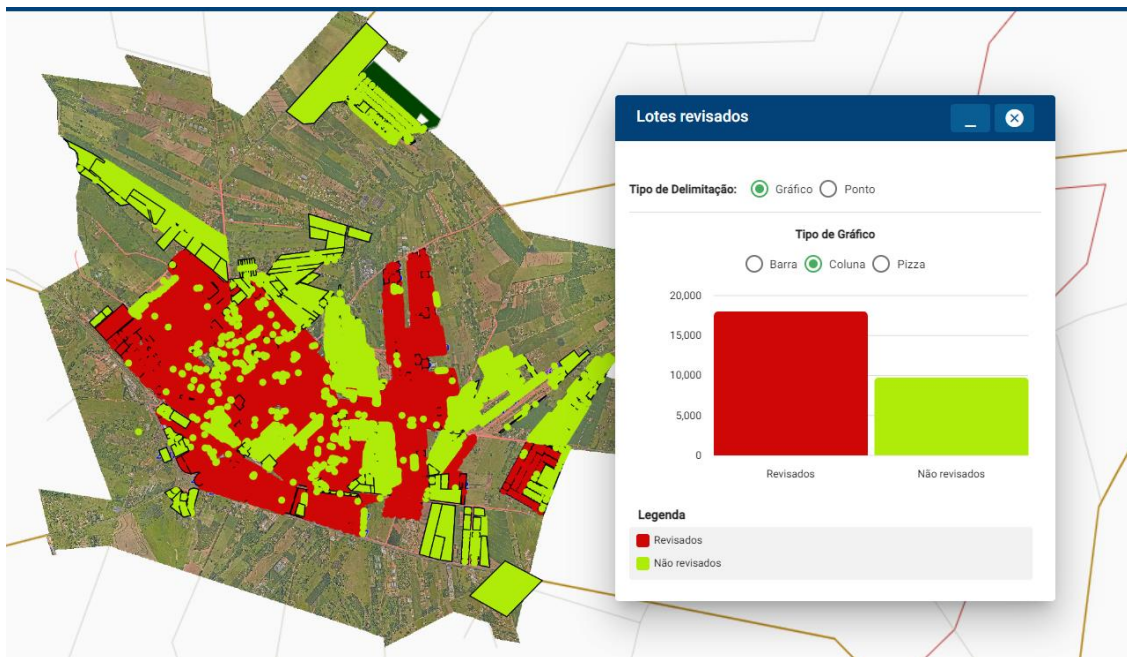 Lotes revisados
Tipo de Delimitação: Gráfico Ponto
Tipo de Gráfico
Barra Coluna Pizza
20,000
15,000
10,000
5,000
0
Revisados Não revisados
Legenda
Revisados
Não revisados